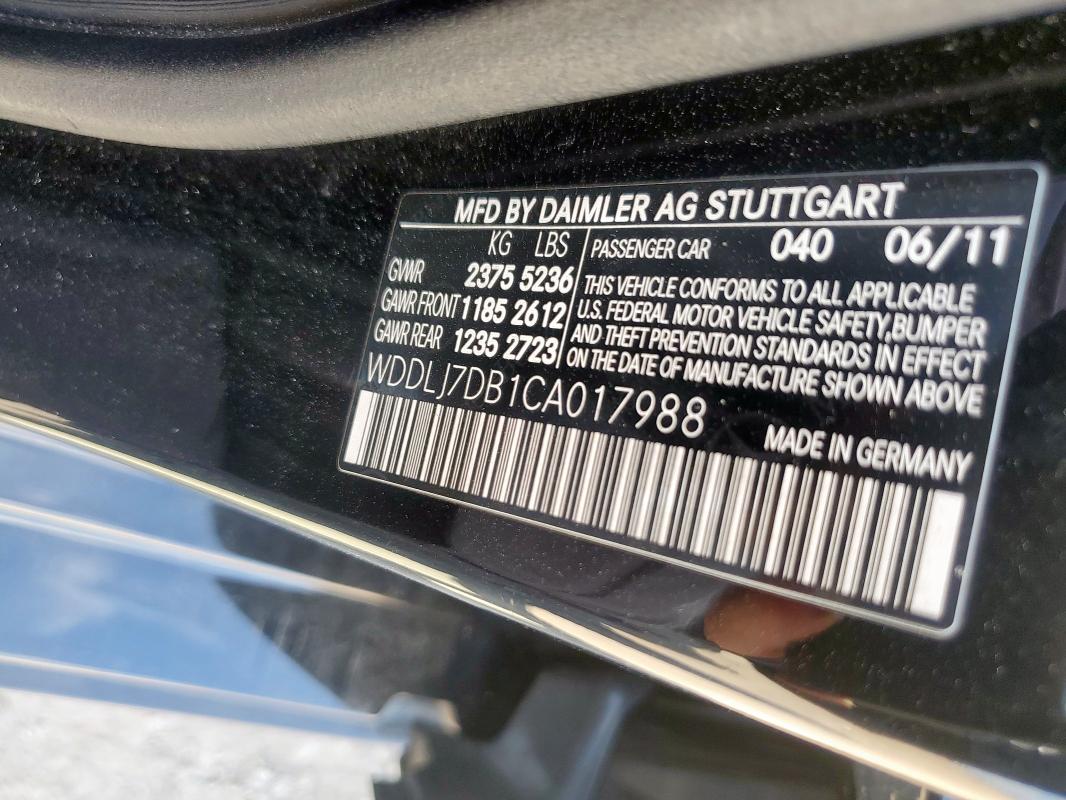 MFD BY DAIMLER AG STUTTGART
KG LBS
GVWR 2375 5236
GAWR FRONT 1185 2612
GAWR REAR 1235 2723
PASSENGER CAR 040 06/11
THIS VEHICLE CONFORMS TO ALL APPLICABLE
U.S. FEDERAL MOTOR VEHICLE SAFETY,BUMPER
AND THEFT PREVENTION STANDARDS IN EFFECT
ON THE DATE OF MANUFACTURE SHOWN ABOVE
WDDLJ7DB1CA017988
MADE IN GERMANY